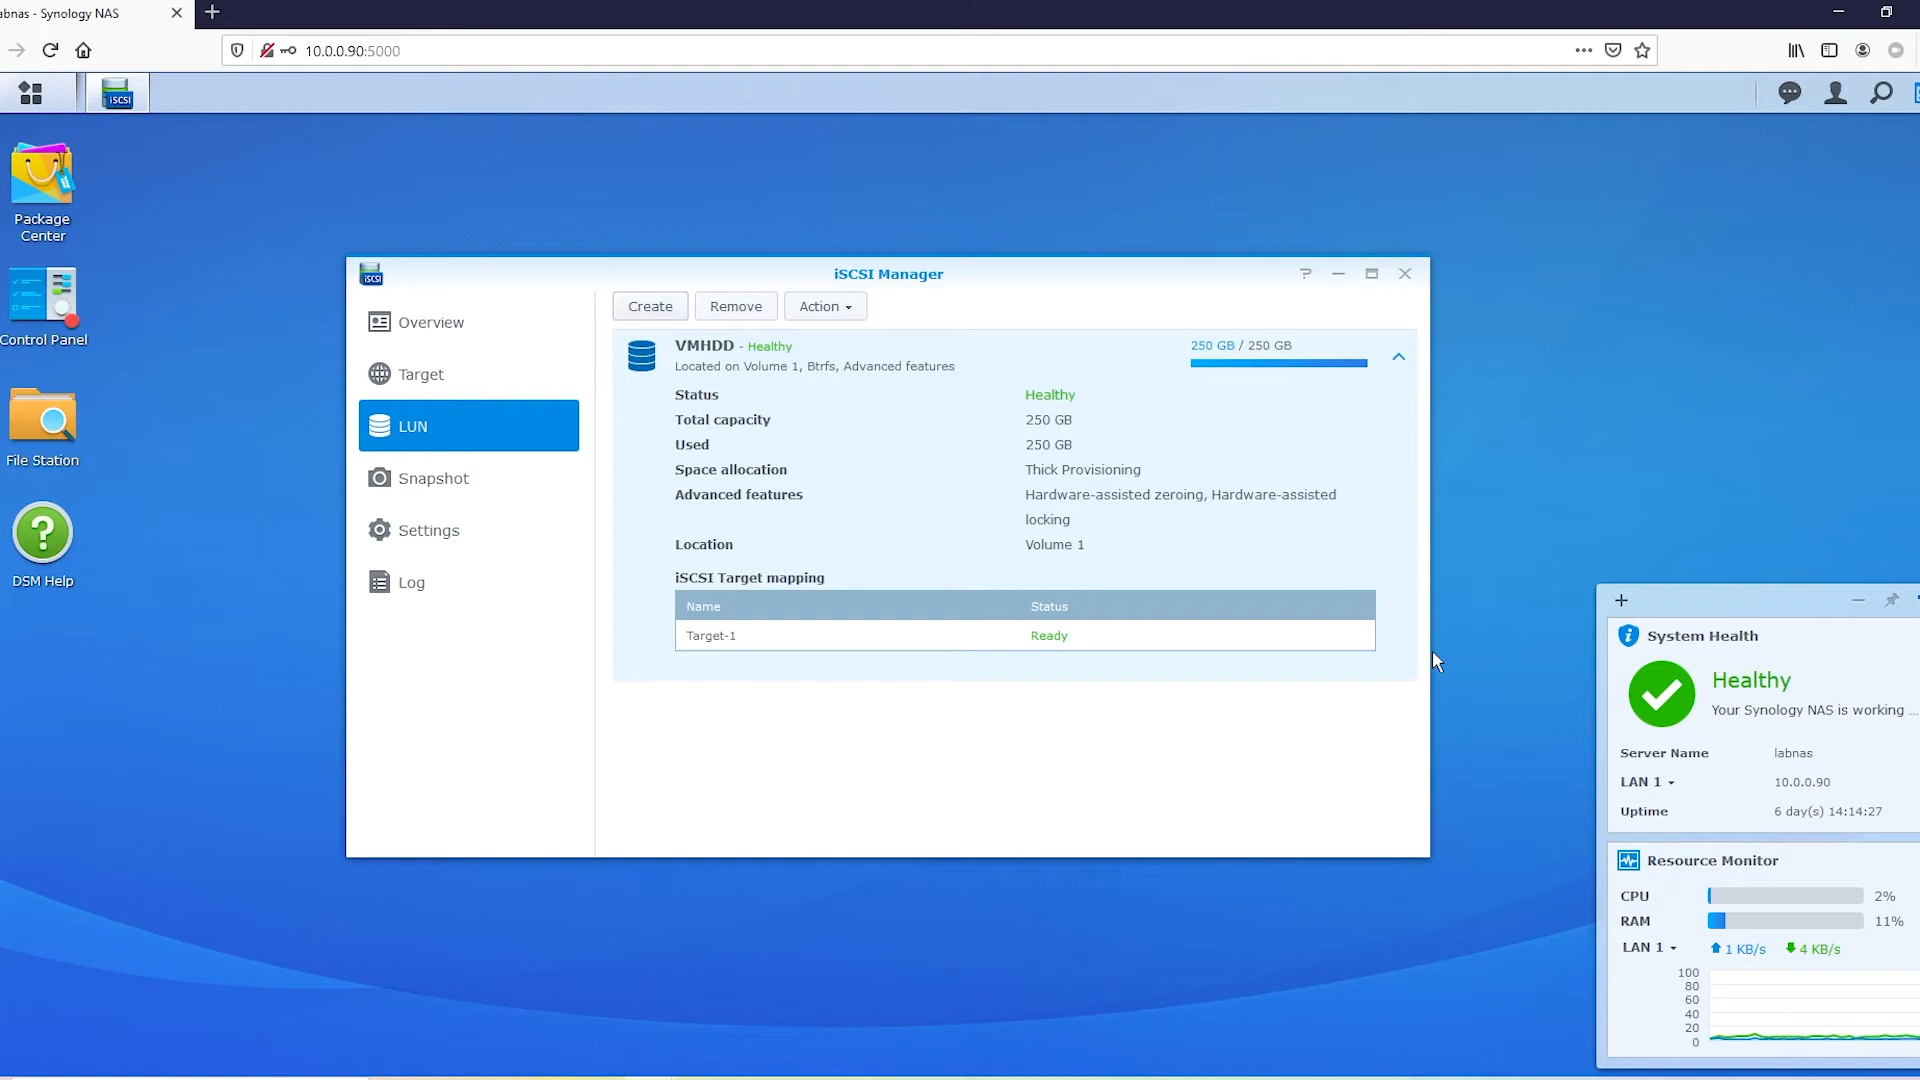 abnas - Synology NAS
10.0.0.90:5000
iSCSI
Package
Center
Control Panel
File Station
DSM Help
iSCSI
iSCSI Manager
Overview
Target
LUN
Snapshot
Settings
Log
Create
Remove
Action
VMHDD - Healthy
250 GB / 250 GB
Located on Volume 1, Btrfs, Advanced features
Status
Healthy
Total capacity
250 GB
Used
250 GB
Space allocation
Thick Provisioning
Advanced features
Hardware-assisted zeroing, Hardware-assisted
locking
Location
Volume 1
iSCSI Target mapping
Name
Status
Target-1
Ready
System Health
Healthy
Your Synology NAS is working ...
Server Name
labnas
LAN 1
10.0.0.90
Uptime
6 day(s) 14:14:27
Resource Monitor
CPU
2%
RAM
11%
LAN 1
1 KB/s
4 KB/s
100
80
60
40
20
0